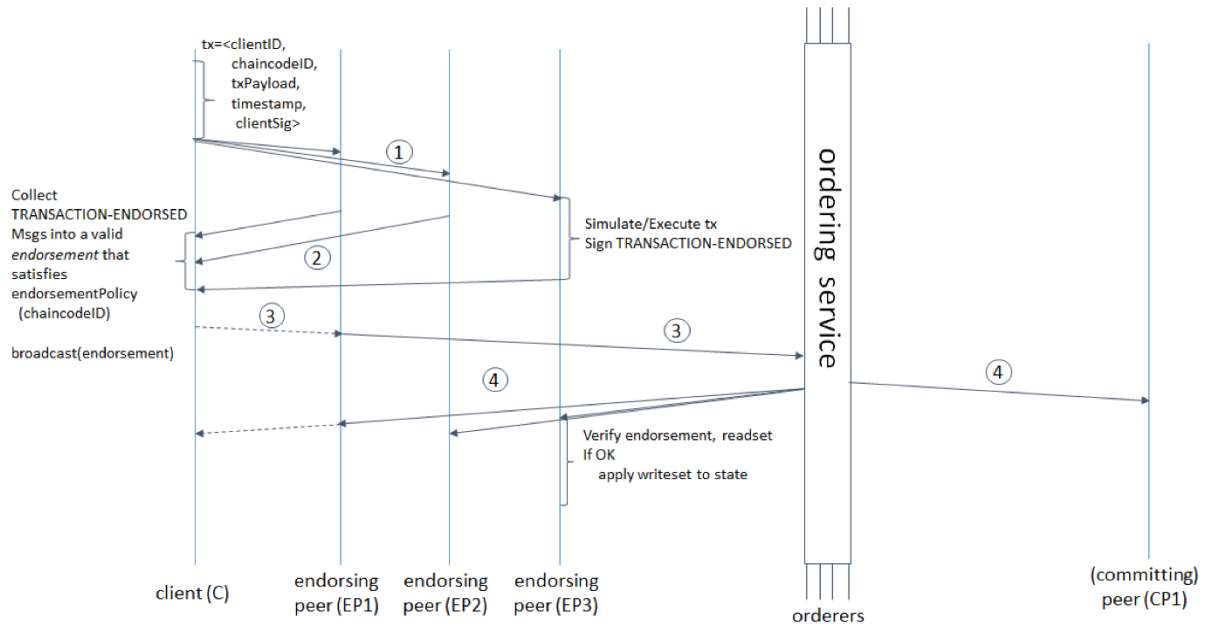 tx=<clientID,
chaincodeID,
txPayload,
timestamp,
clientSig>
1
Collect
TRANSACTION-ENDORSED
Msgs into a valid
endorsement that
satisfies
endorsementPolicy
(chaincodeID)
Simulate/Execute tx
Sign TRANSACTION-ENDORSED
2
3
3
broadcast(endorsement)
4
4
Verify endorsement, readset
If OK
apply writeset to state
ordering service
client (C)
endorsing
peer (EP1)
endorsing
peer (EP2)
endorsing
peer (EP3)
orderers
(committing)
peer (CP1)